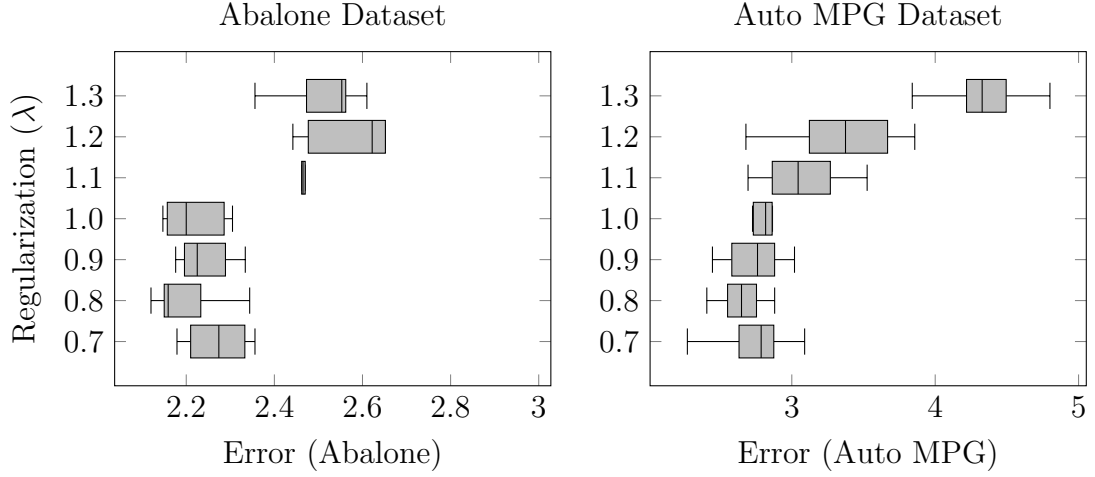 Abalone Dataset
Auto MPG Dataset
Regularization (λ)
1.3
1.2
1.1
1.0
0.9
0.8
0.7
2.2 2.4 2.6 2.8 3
Error (Abalone)
1.3
1.2
1.1
1.0
0.9
0.8
0.7
3 4 5
Error (Auto MPG)